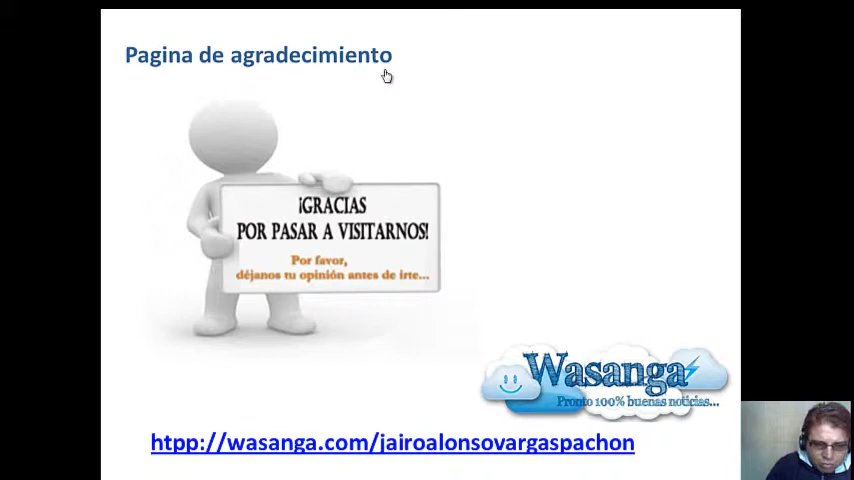 Pagina de agradecimiento
¡GRACIAS
POR PASAR A VISITARNOS!
Por favor,
déjanos tu opinión antes de irte...
Wasanga
Pronto 100% buenas noticias...
htpp://wasanga.com/jairoalonsovargaspachon